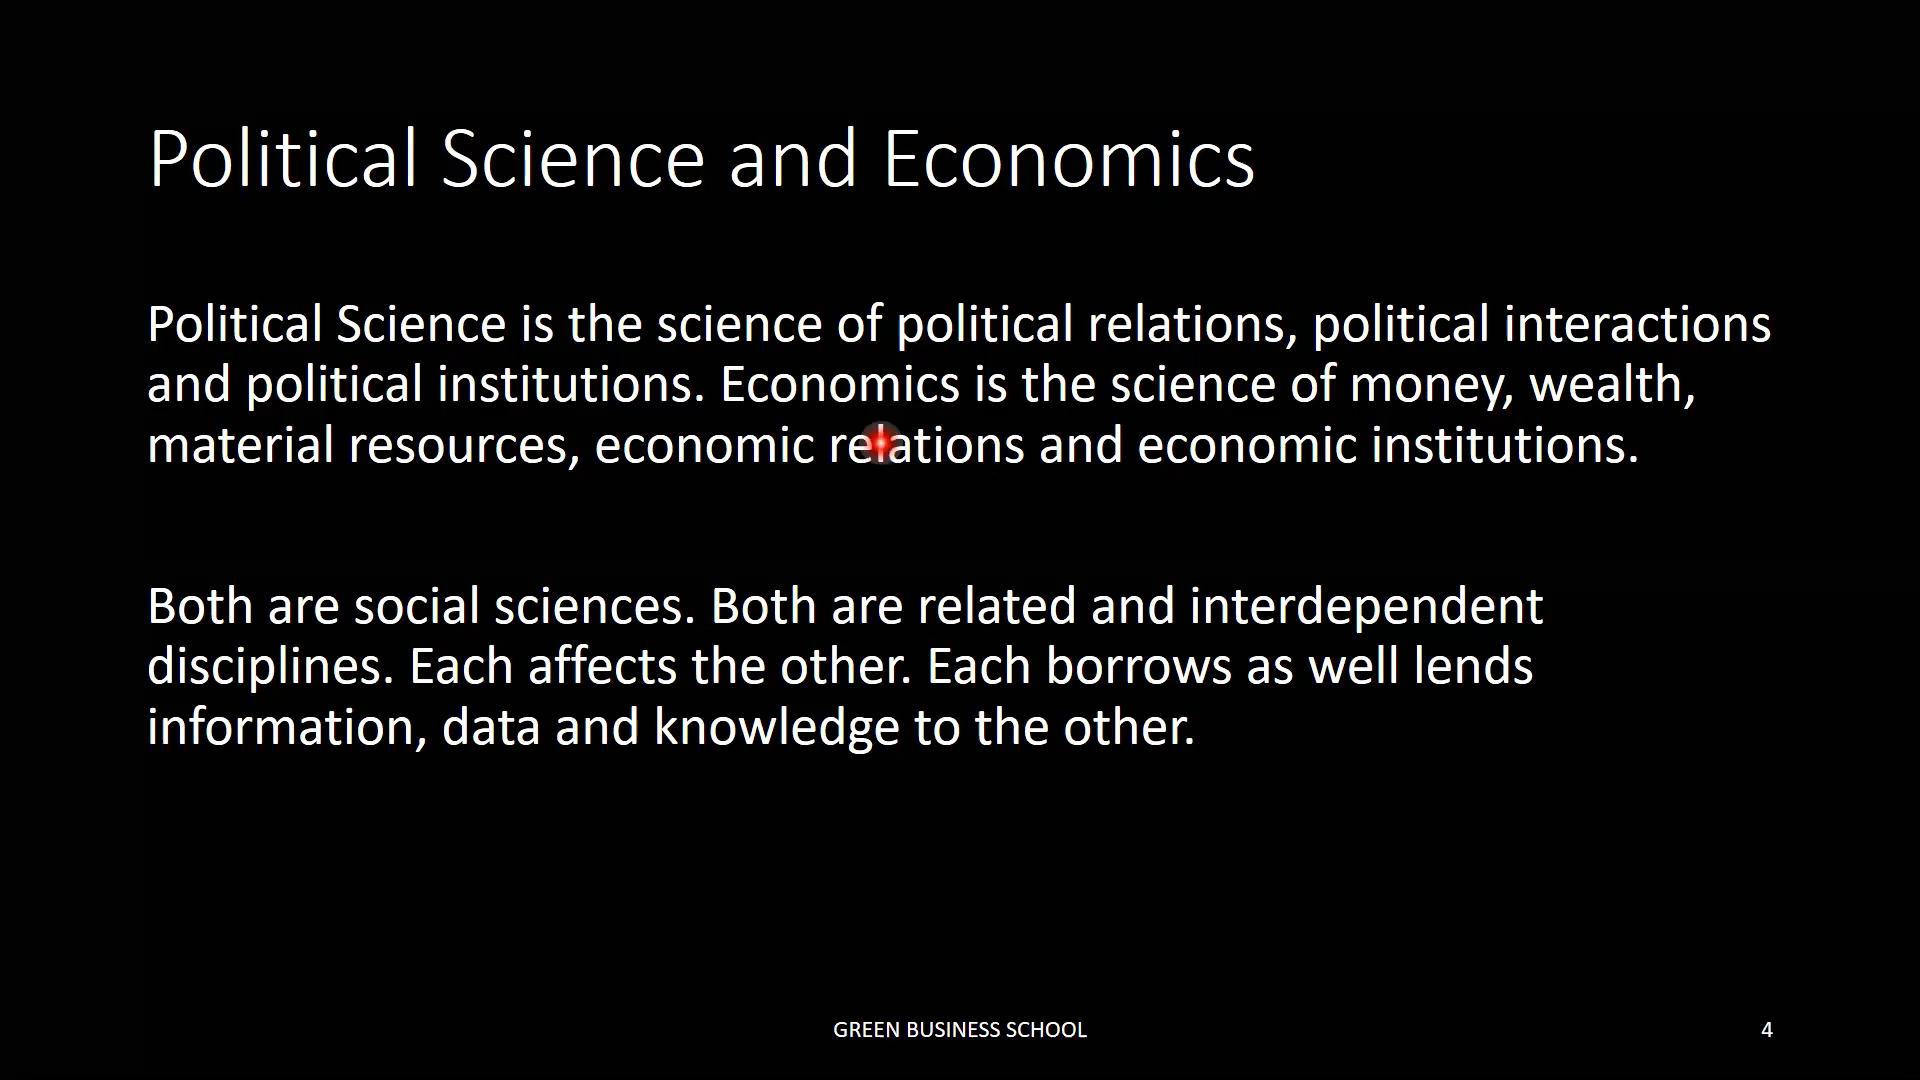 Political Science and Economics
Political Science is the science of political relations, political interactions
and political institutions. Economics is the science of money, wealth,
material resources, economic relations and economic institutions.
Both are social sciences. Both are related and interdependent
disciplines. Each affects the other. Each borrows as well lends
information, data and knowledge to the other.
GREEN BUSINESS SCHOOL
4